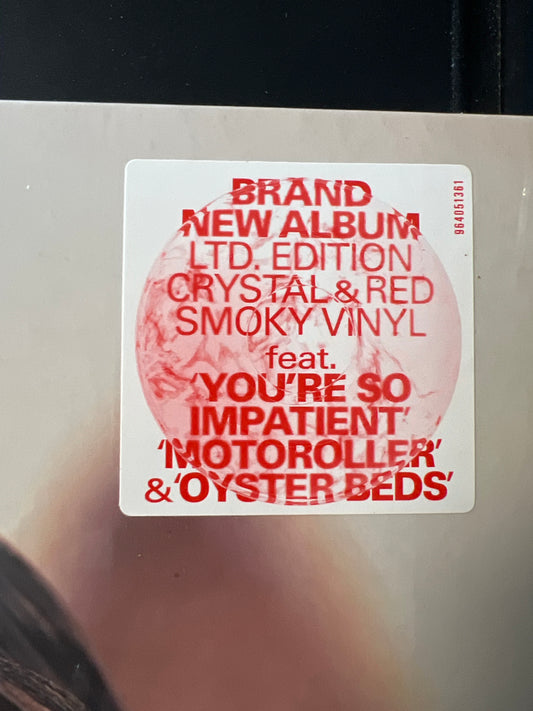 BRAND
NEW ALBUM
LTD. EDITION
CRYSTAL & RED
SMOKY VINYL
feat.
'YOU'RE SO
IMPATIENT'
'MOTOROLLER'
& 'OYSTER BEDS'
964051361